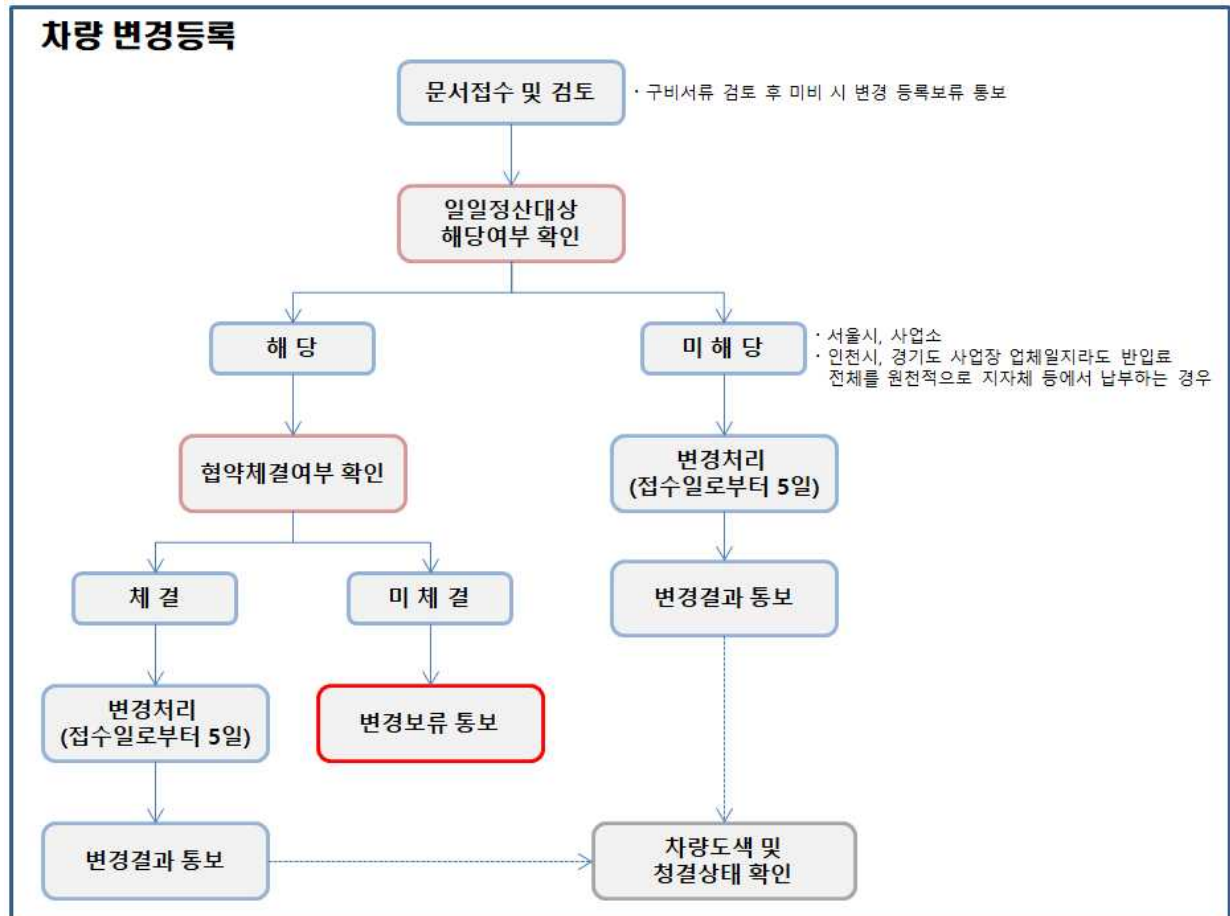 차량 변경등록
문서접수 및 검토
· 구비서류 검토 후 미비 시 변경 등록보류 통보
일일정산대상
해당여부 확인
해 당
미 해 당
· 서울시, 사업소
· 인천시, 경기도 사업장 업체일지라도 반입료
전체를 원천적으로 지자체 등에서 납부하는 경우
협약체결여부 확인
변경처리
(접수일로부터 5일)
체 결
미 체 결
변경결과 통보
변경처리
(접수일로부터 5일)
변경보류 통보
변경결과 통보
차량도색 및
청결상태 확인